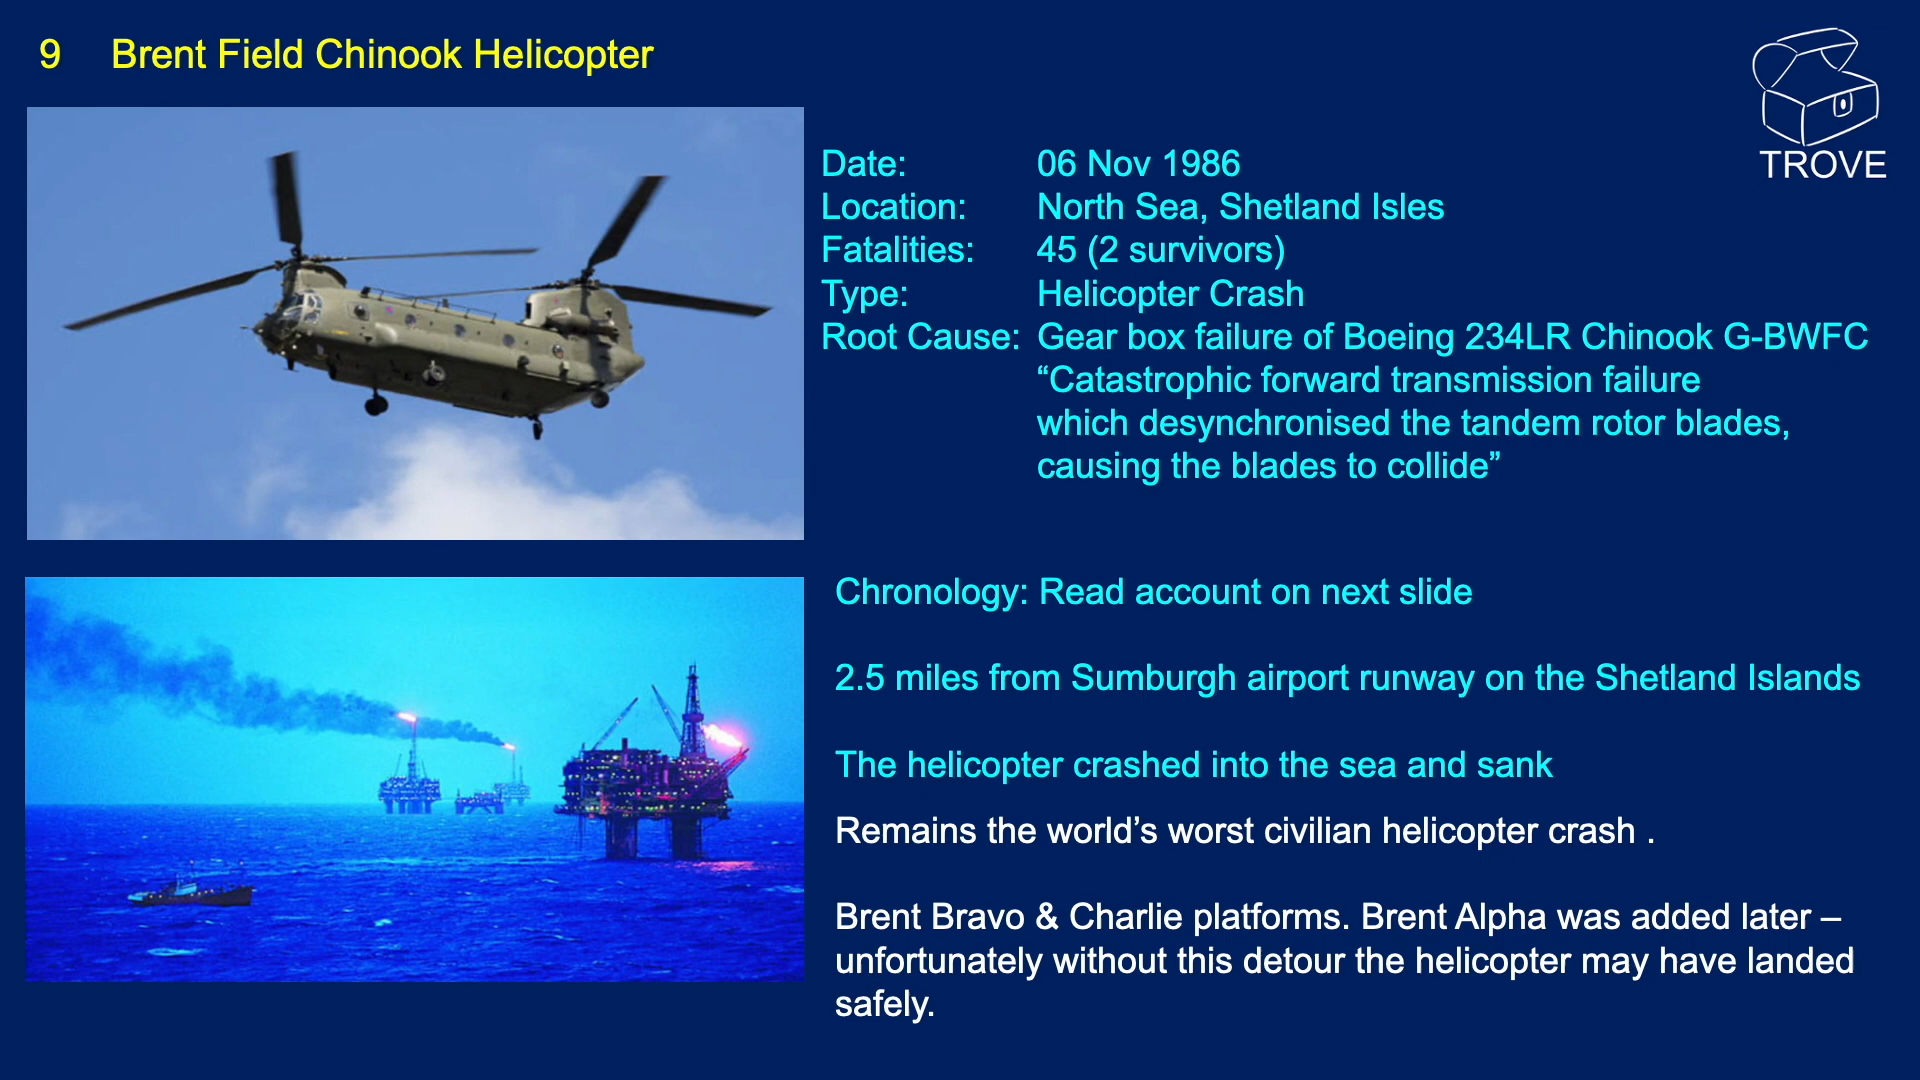 9 Brent Field Chinook Helicopter
TROVE
Date: 06 Nov 1986
Location: North Sea, Shetland Isles
Fatalities: 45 (2 survivors)
Type: Helicopter Crash
Root Cause: Gear box failure of Boeing 234LR Chinook G-BWFC
“Catastrophic forward transmission failure
which desynchronised the tandem rotor blades,
causing the blades to collide”
Chronology: Read account on next slide
2.5 miles from Sumburgh airport runway on the Shetland Islands
The helicopter crashed into the sea and sank
Remains the world’s worst civilian helicopter crash .
Brent Bravo & Charlie platforms. Brent Alpha was added later –
unfortunately without this detour the helicopter may have landed
safely.